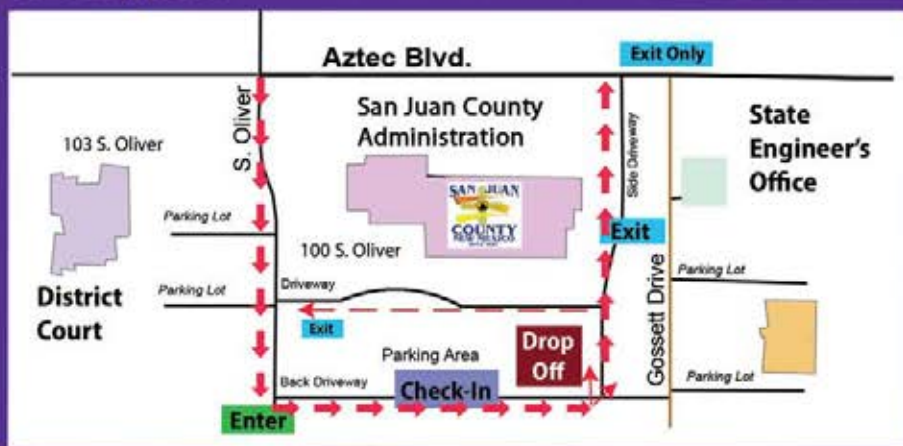 Aztec Blvd.
Exit Only
S. Oliver
103 S. Oliver
San Juan County
Administration
Side Driveway
State
Engineer's
Office
SAN JUAN
COUNTY
NEW MEXICO
Parking Lot
100 S. Oliver
Exit
Gossett Drive
Parking Lot
Parking Lot
Driveway
District
Court
Exit
Parking Area
Drop
Off
Back Driveway
Check-In
Parking Lot
Enter